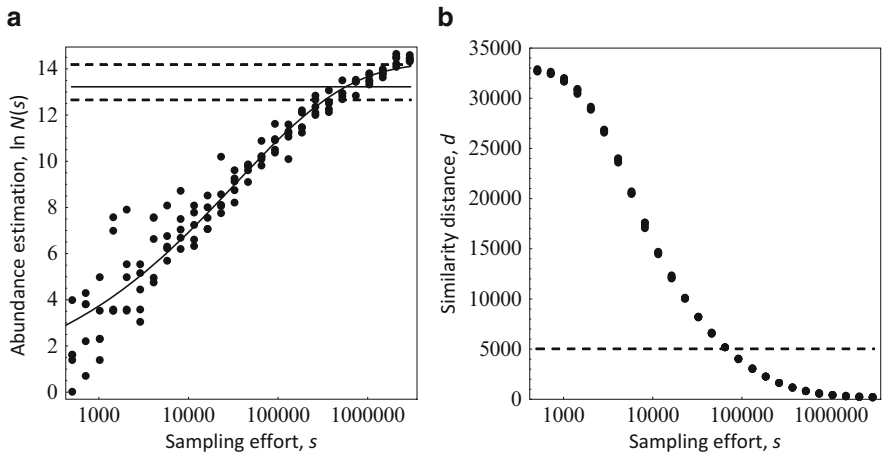 a
Abundance estimation, ln N(s)
14
12
10
8
6
4
2
0
1000 10000 100000 1000000
Sampling effort, s
b
Similarity distance, d
35000
30000
25000
20000
15000
10000
5000
0
1000 10000 100000 1000000
Sampling effort, s